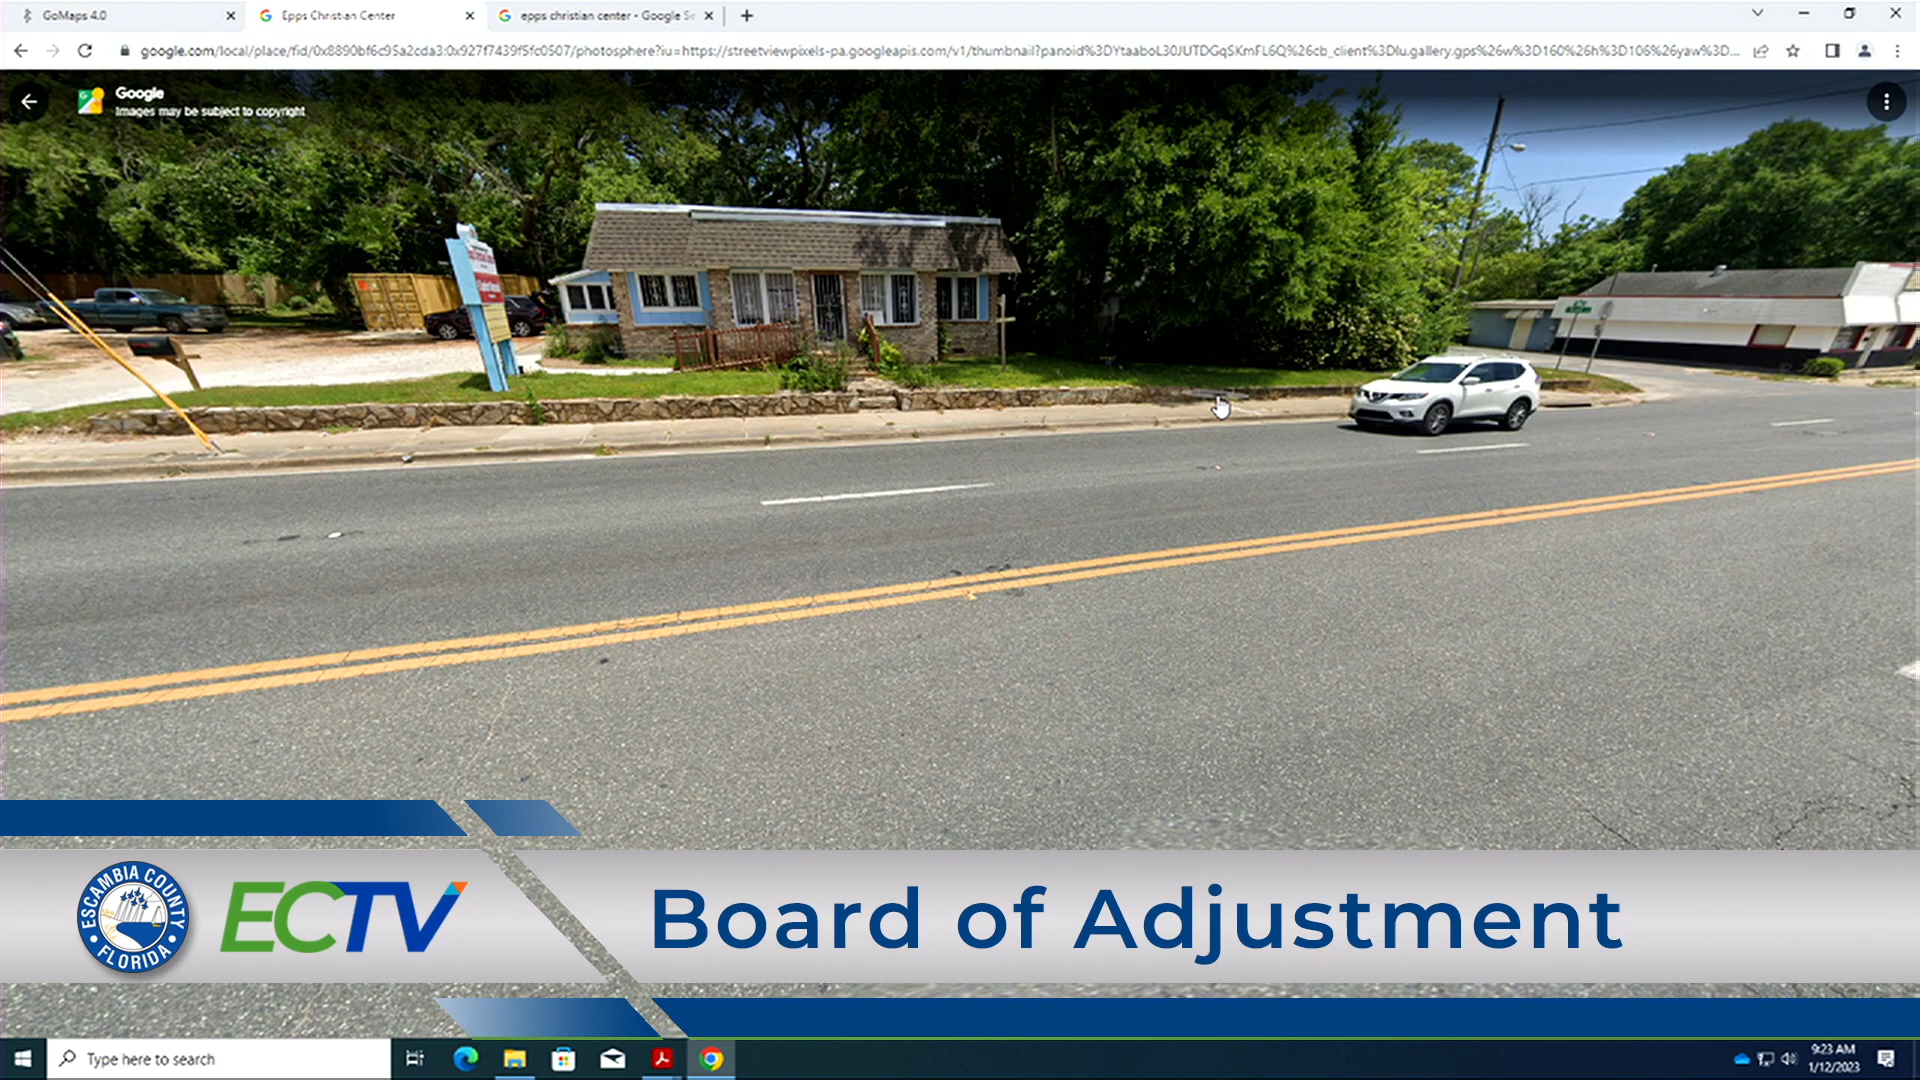 GoMaps 4.0
Epps Christian Center
epps christian center - Google Se
google.com/local/place/fid/0x8890bf6c95a2cda3:0x927f7439f5fc0507/photosphere?iu=https://streetviewpixels-pa.googleapis.com/v1/thumbnail?panoid%3DYtaaboL30JUTDGqSKmFL6Q%26cb_client%3Dlu.gallery.gps%26w%3D160%26h%3D106%26yaw%3D...
Google
Images may be subject to copyright
ESCAMBIA COUNTY
FLORIDA
ECTV
Board of Adjustment
Type here to search
9:23 AM
1/12/2023